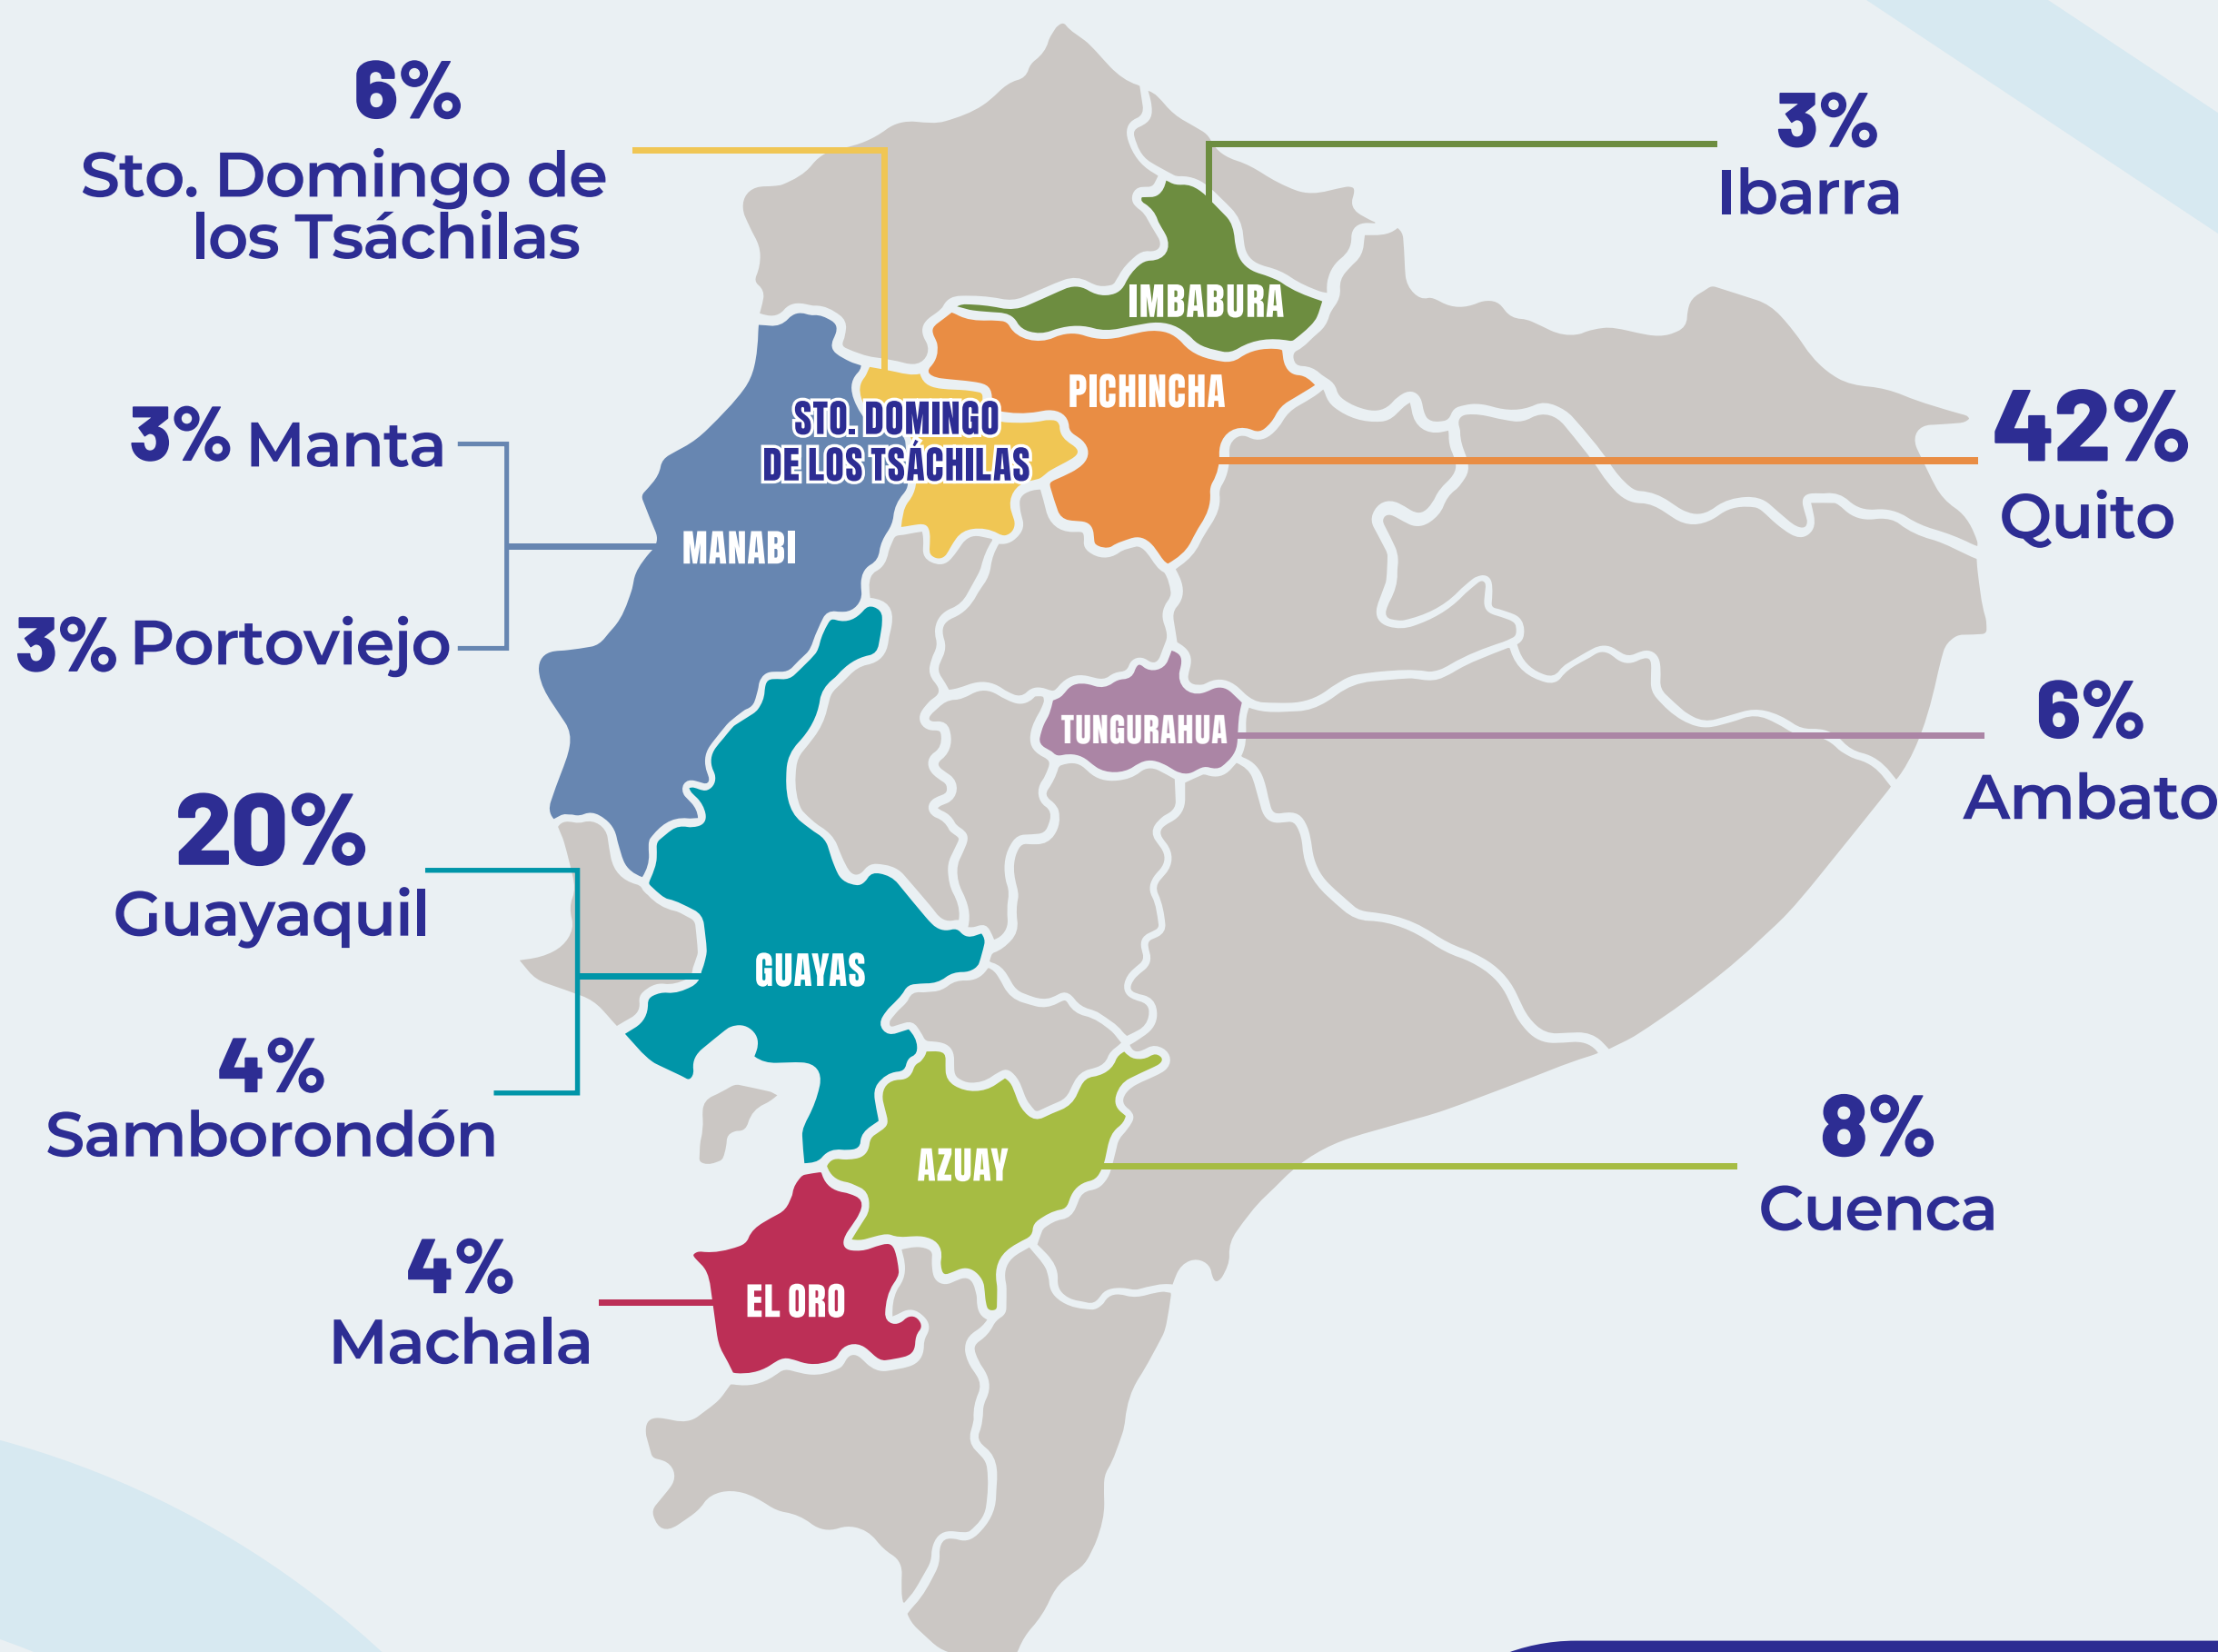 6%
Sto. Domingo de
los Tsáchilas
3%
Ibarra
IMBABURA
PICHINCHA
STO. DOMINGO
DE LOS TSÁCHILAS
42%
Quito
3% Manta
MANABI
3% Portoviejo
6%
Ambato
TUNGURAHUA
20%
Guayaquil
GUAYAS
4%
Samborondón
8%
Cuenca
AZUAY
4%
Machala
EL ORO